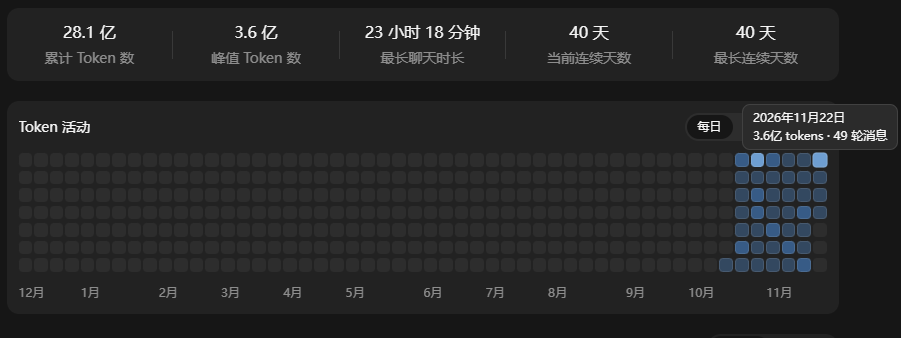 28.1 亿
累计 Token 数
3.6 亿
峰值 Token 数
23 小时 18 分钟
最长聊天时长
40 天
当前连续天数
40 天
最长连续天数
Token 活动
每日
2026年11月22日
3.6亿 tokens · 49 轮消息
12月 1月 2月 3月 4月 5月 6月 7月 8月 9月 10月 11月